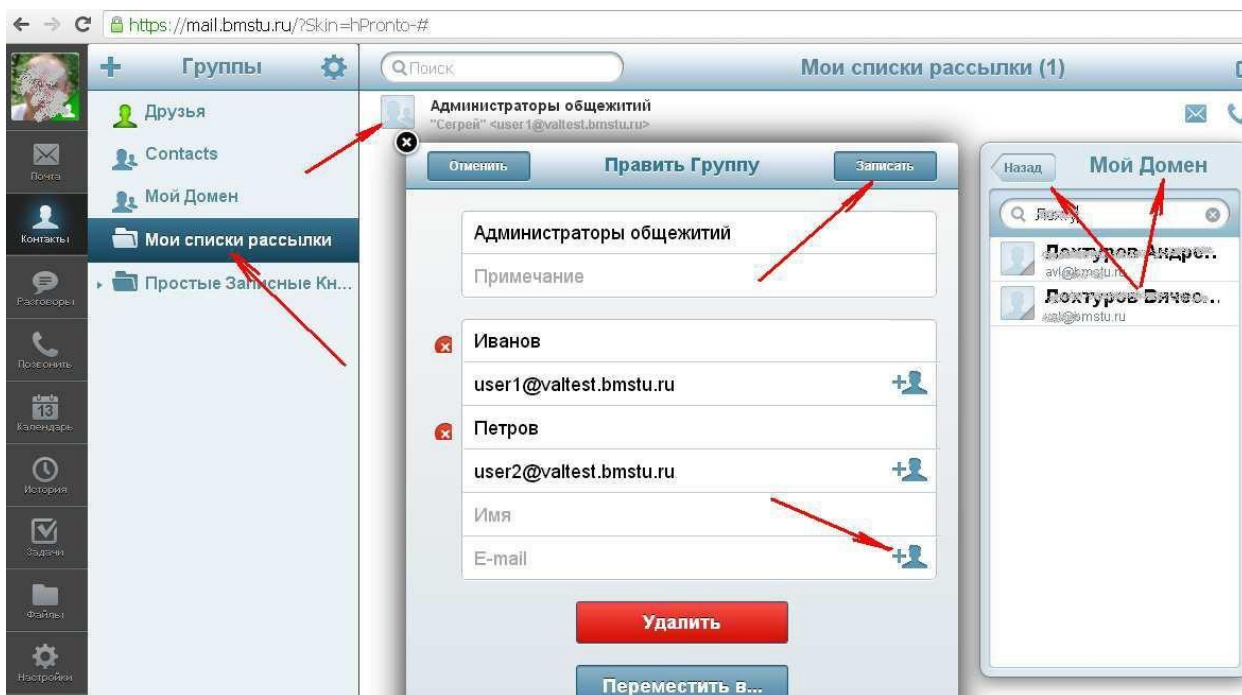 https://mail.bmstu.ru/?Skin=hPronto-#
Группы
Друзья
Contacts
Мой Домен
Мои списки рассылки
Простые Записные Кн...
Почта
Контакты
Разговоры
Позвонить
13
Календарь
История
Задачи
Файлы
Настройки
Поиск
Мои списки рассылки (1)
Администраторы общежитий
"Сегрей" <user1@valtest.bmstu.ru>
Отменить
Править Группу
Записать
Администраторы общежитий
Примечание
Иванов
user1@valtest.bmstu.ru
Петров
user2@valtest.bmstu.ru
Имя
E-mail
Удалить
Переместить в...
Назад
Мой Домен